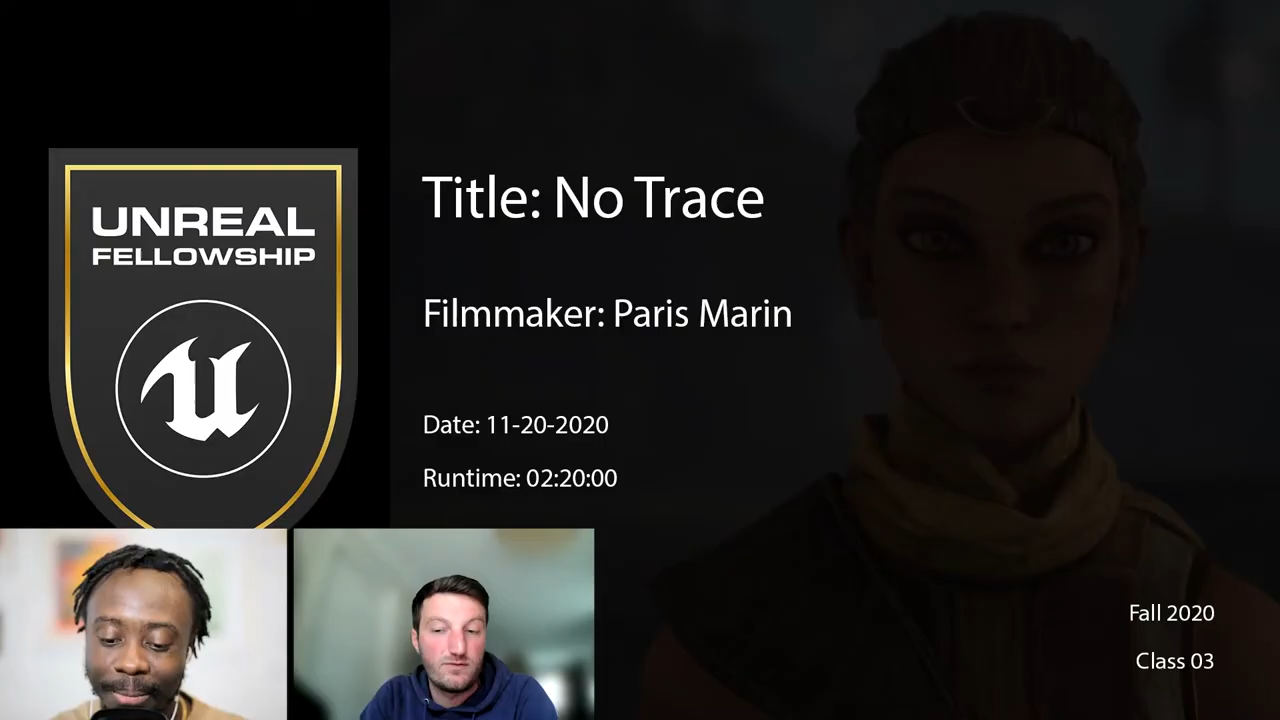 UNREAL
FELLOWSHIP
Title: No Trace
Filmmaker: Paris Marin
Date: 11-20-2020
Runtime: 02:20:00
Fall 2020
Class 03